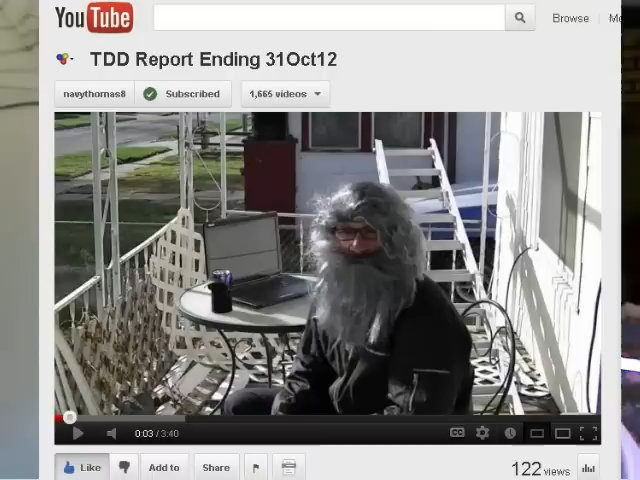 YouTube
Browse
TDD Report Ending 31Oct12
navythomas8
Subscribed
1,665 videos
0:03 / 3:40
CC
Like
Add to
Share
122 views